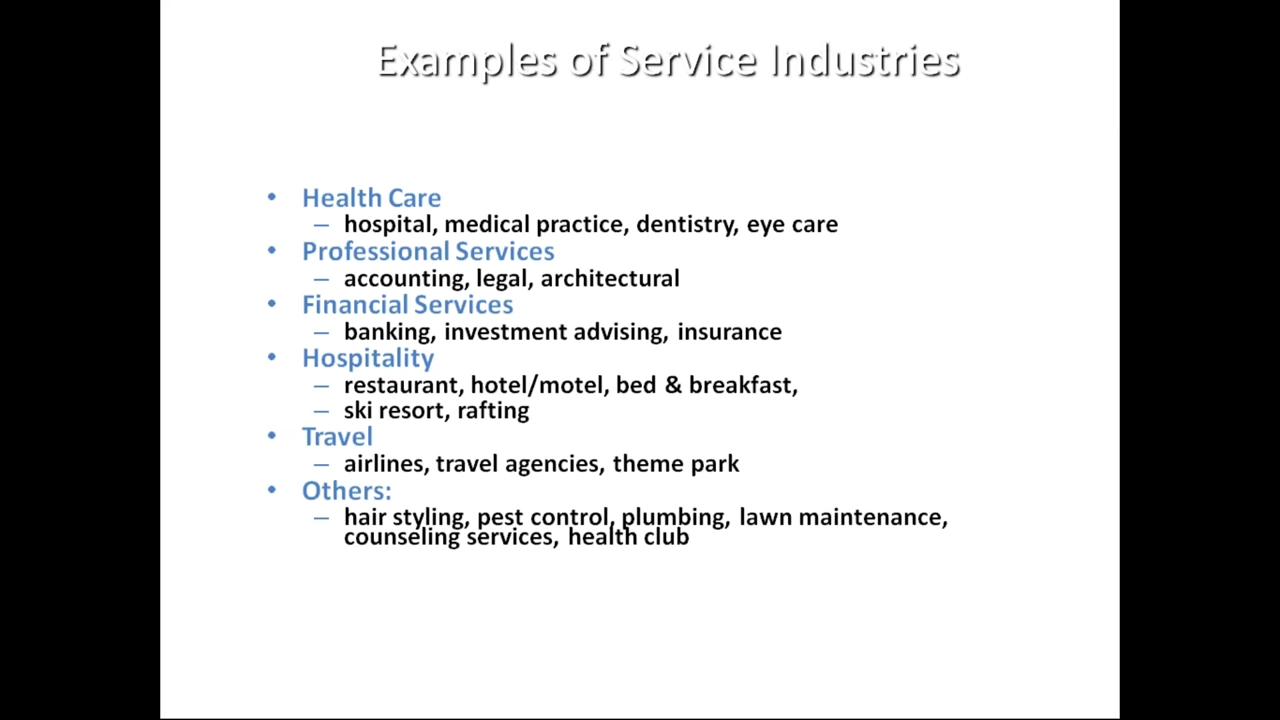 Examples of Service Industries
• Health Care
– hospital, medical practice, dentistry, eye care
• Professional Services
– accounting, legal, architectural
• Financial Services
– banking, investment advising, insurance
• Hospitality
– restaurant, hotel/motel, bed & breakfast,
– ski resort, rafting
• Travel
– airlines, travel agencies, theme park
• Others:
– hair styling, pest control, plumbing, lawn maintenance,
counseling services, health club